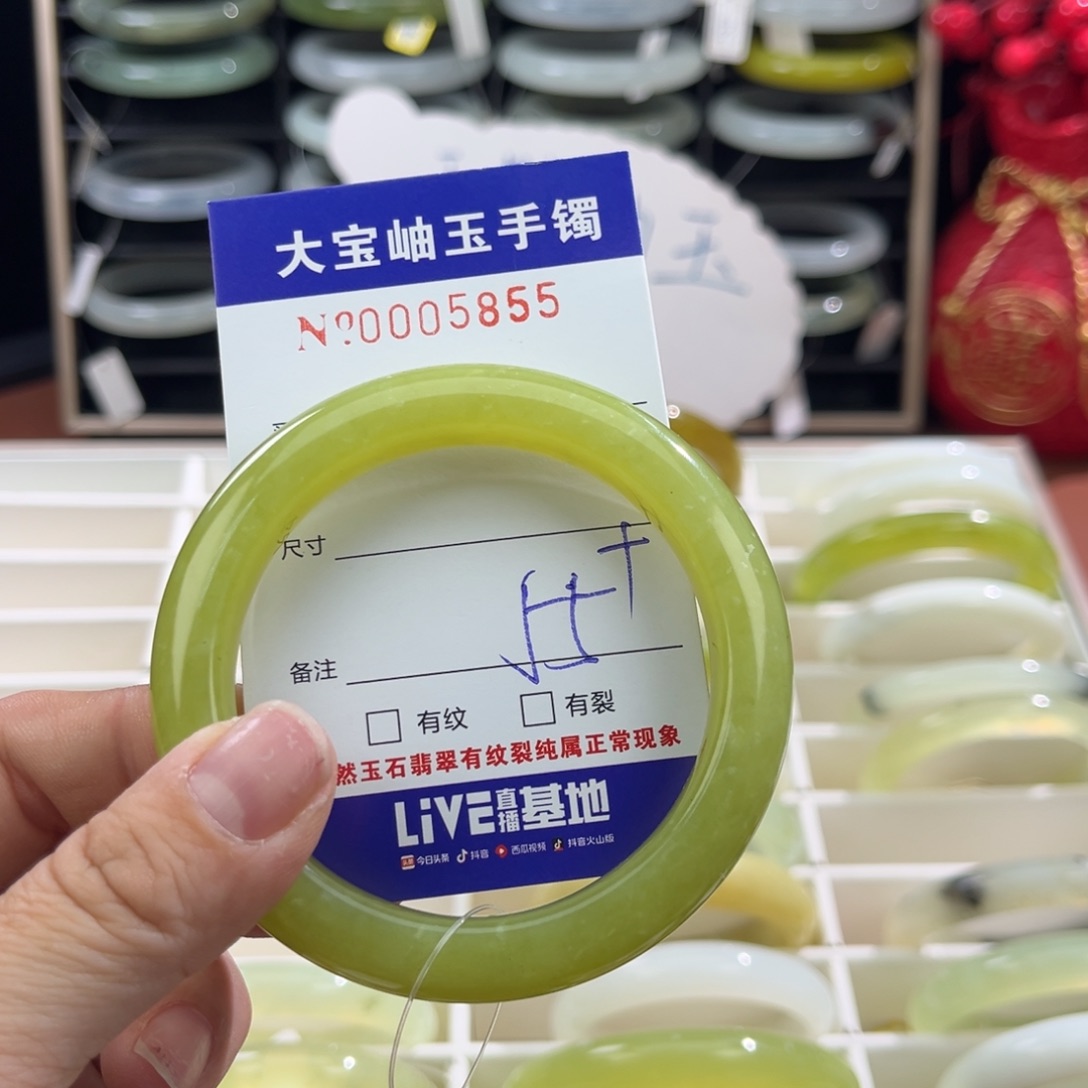 大宝岫玉手镯
Nº0005855
尺寸
备注
有纹 有裂
然玉石翡翠有纹裂纯属正常现象
LiVE直播基地
今日头条 抖音 西瓜视频 抖音火山版
玉